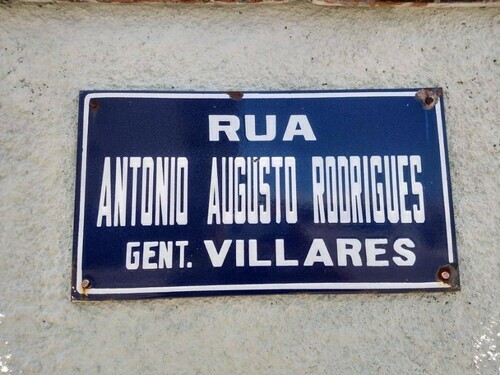 RUA
ANTONIO AUGUSTO RODRIGUES
GENT. VILLARES